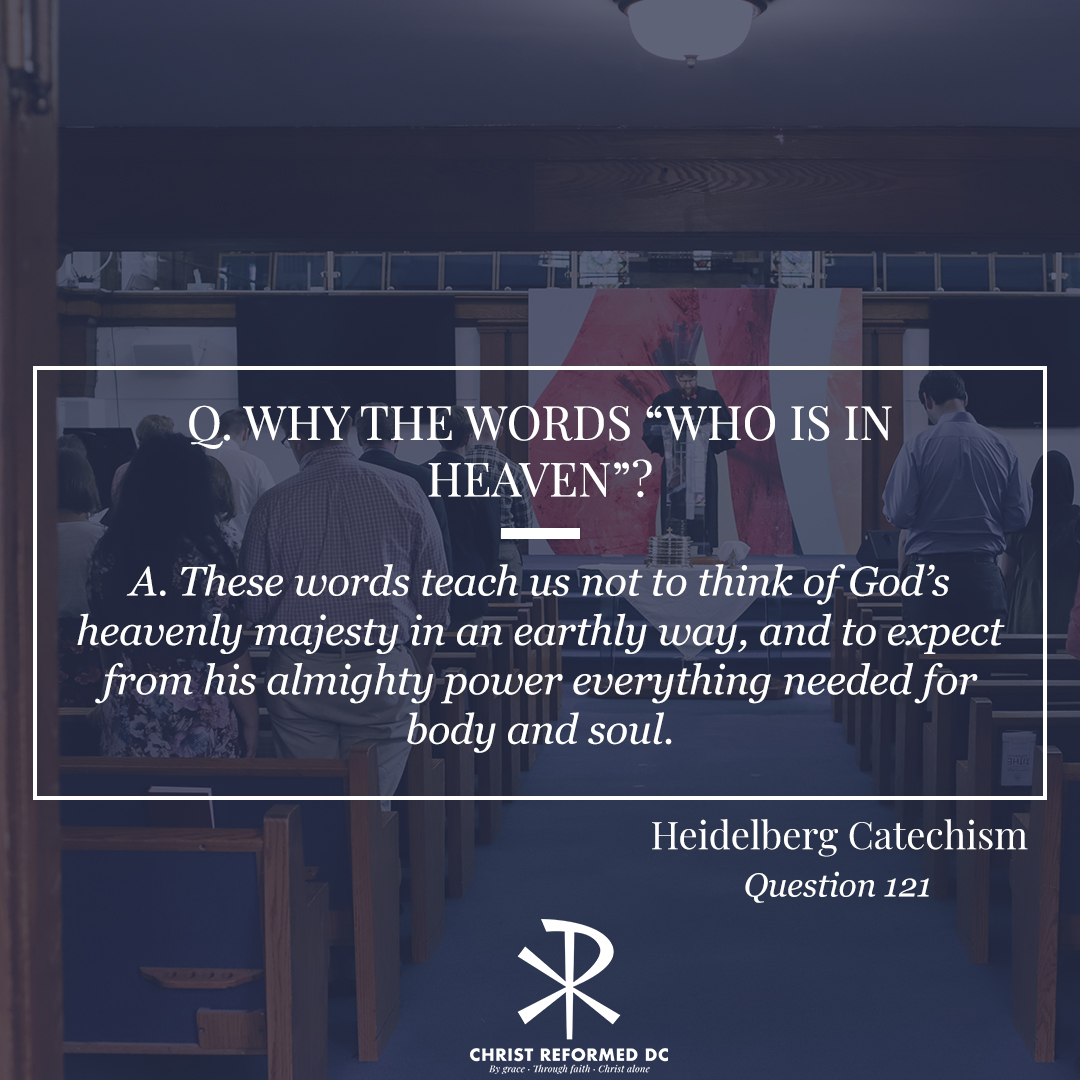 Q. WHY THE WORDS “WHO IS IN
HEAVEN”?
A. These words teach us not to think of God’s
heavenly majesty in an earthly way, and to expect
from his almighty power everything needed for
body and soul.
Heidelberg Catechism
Question 121
CHRIST REFORMED DC
By grace · Through faith · Christ alone